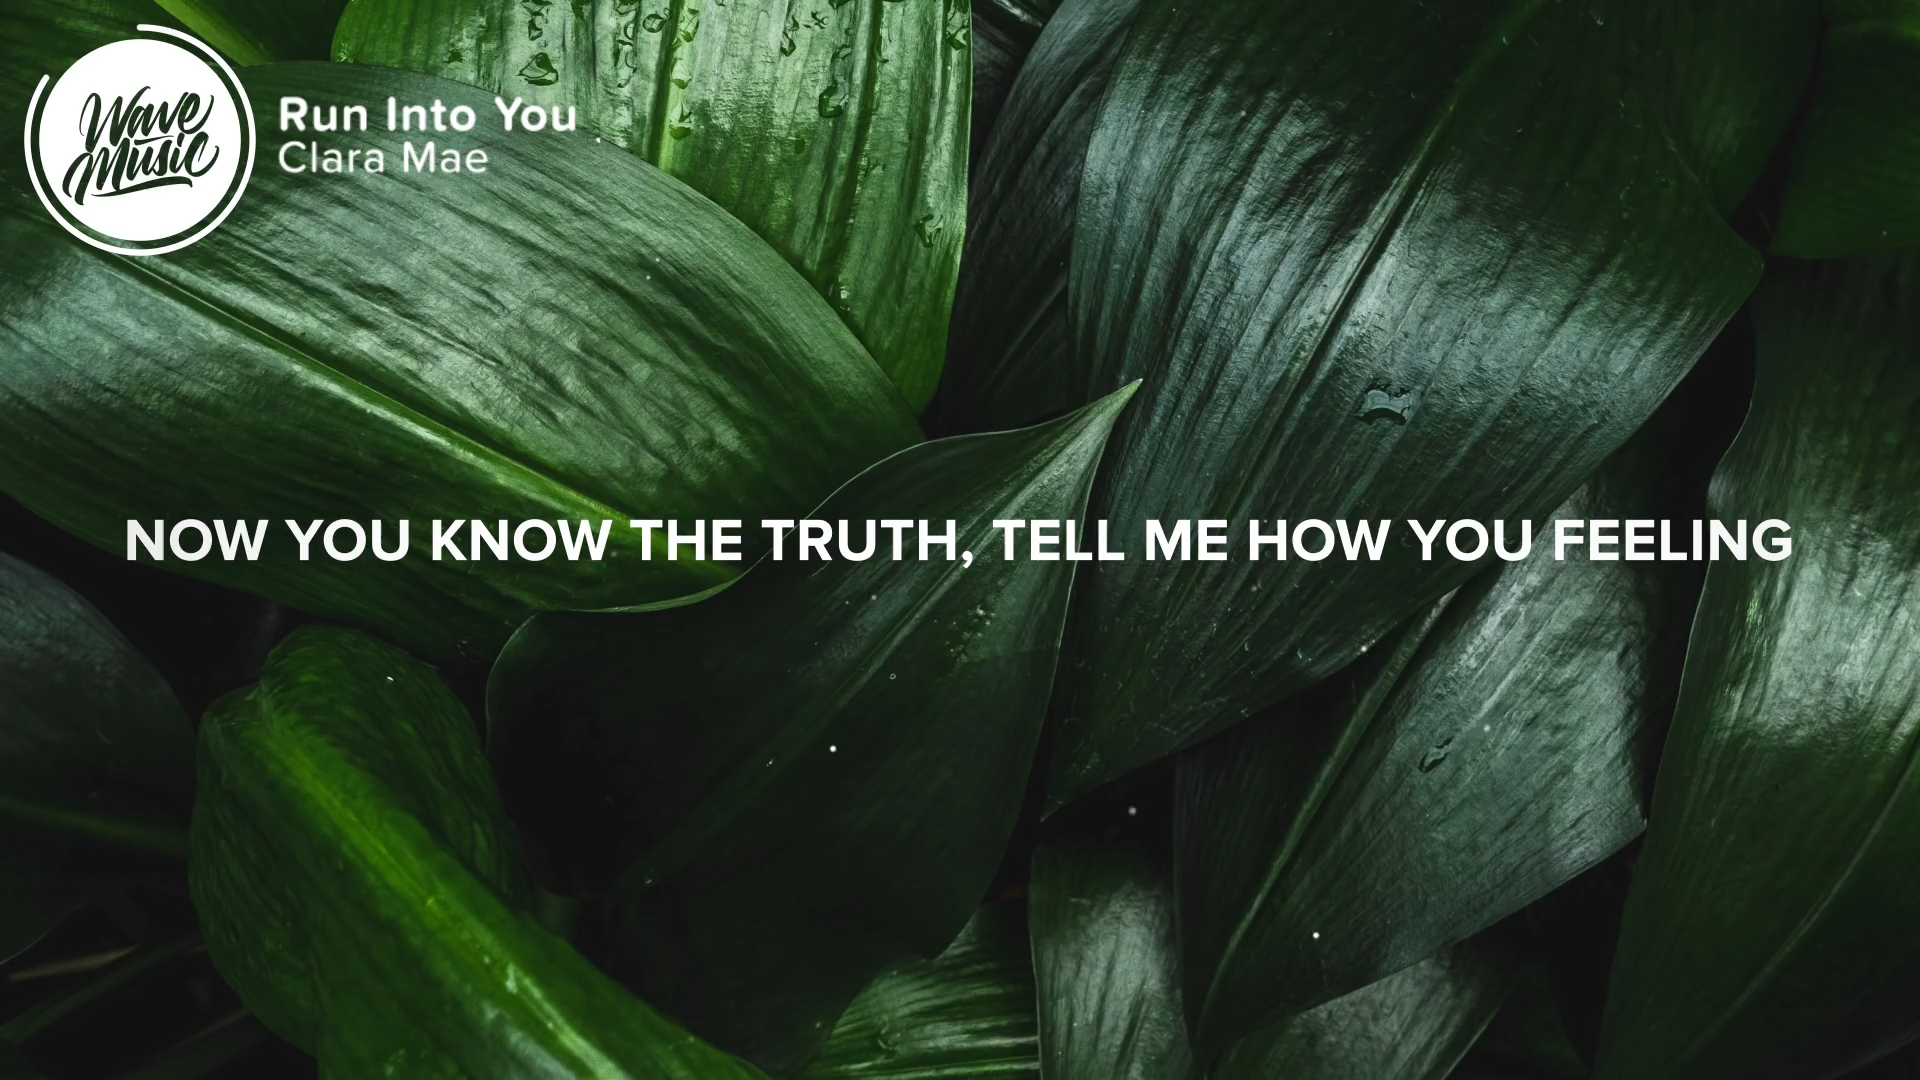 Wave
Music
Run Into You
Clara Mae
NOW YOU KNOW THE TRUTH, TELL ME HOW YOU FEELING